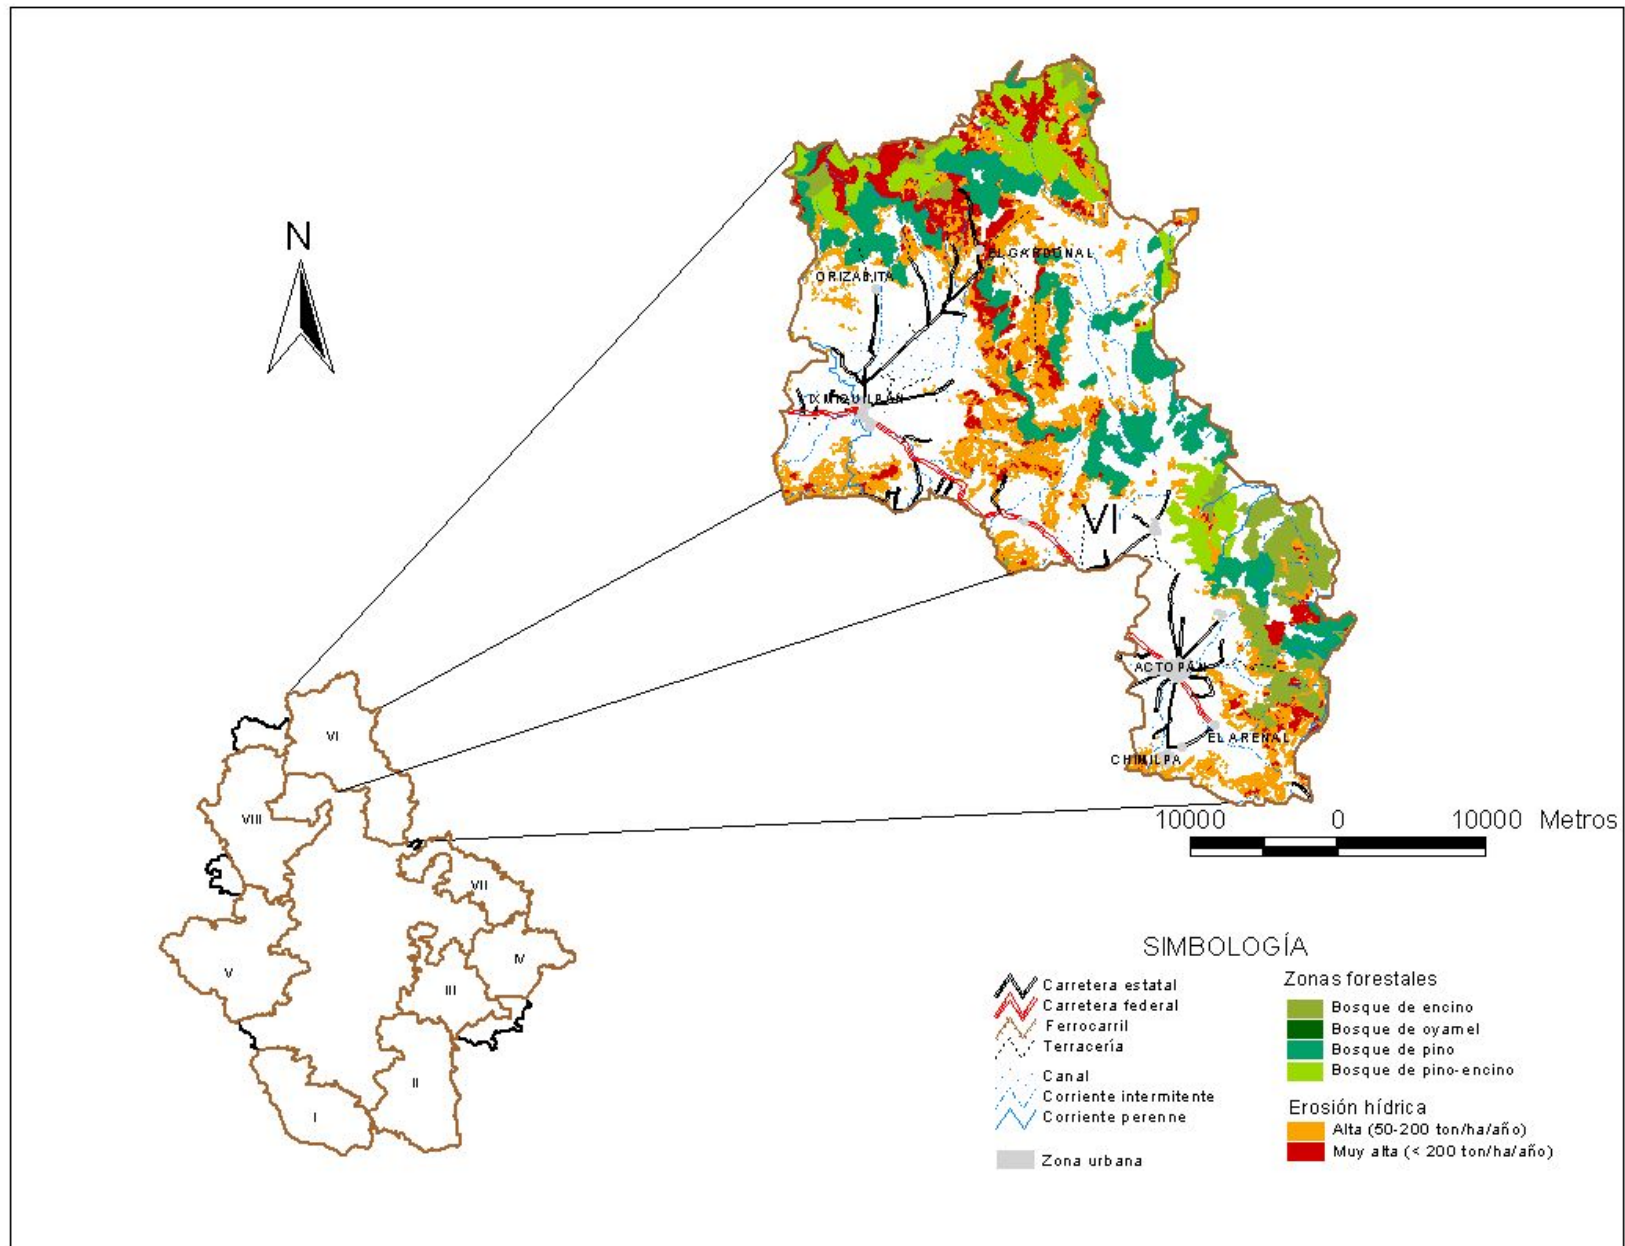 N
EL CARDONAL
ORIZABITA
IXMIQUILPAN
VI
ACTOPAN
EL ARENAL
CHIMILPA
10000 0 10000 Metros
VI
VIII
VII
V
IV
III
II
I
SIMBOLOGÍA
Carretera estatal
Carretera federal
Ferrocarril
Terracería
Canal
Corriente intermitente
Corriente perenne
Zona urbana
Zonas forestales
Bosque de encino
Bosque de oyamel
Bosque de pino
Bosque de pino-encino
Erosión hídrica
Alta (50-200 ton/ha/año)
Muy alta (< 200 ton/ha/año)